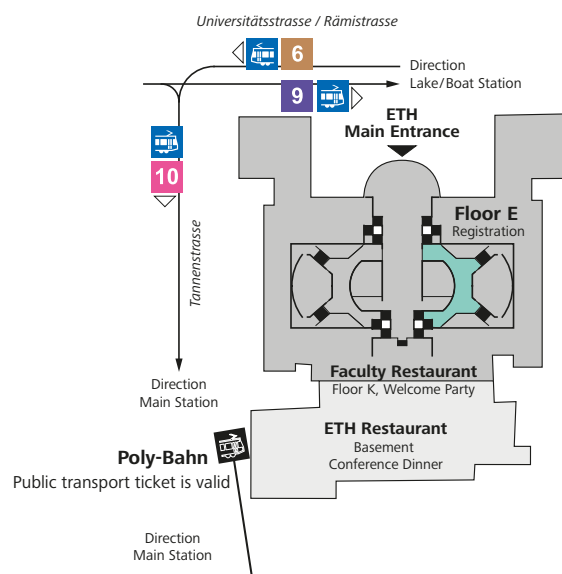 Universitätsstrasse / Rämistrasse
6
Direction
Lake/Boat Station
9
10
Tannenstrasse
ETH
Main Entrance
Floor E
Registration
Direction
Main Station
Faculty Restaurant
Floor K, Welcome Party
ETH Restaurant
Basement
Conference Dinner
Poly-Bahn
Public transport ticket is valid
Direction
Main Station